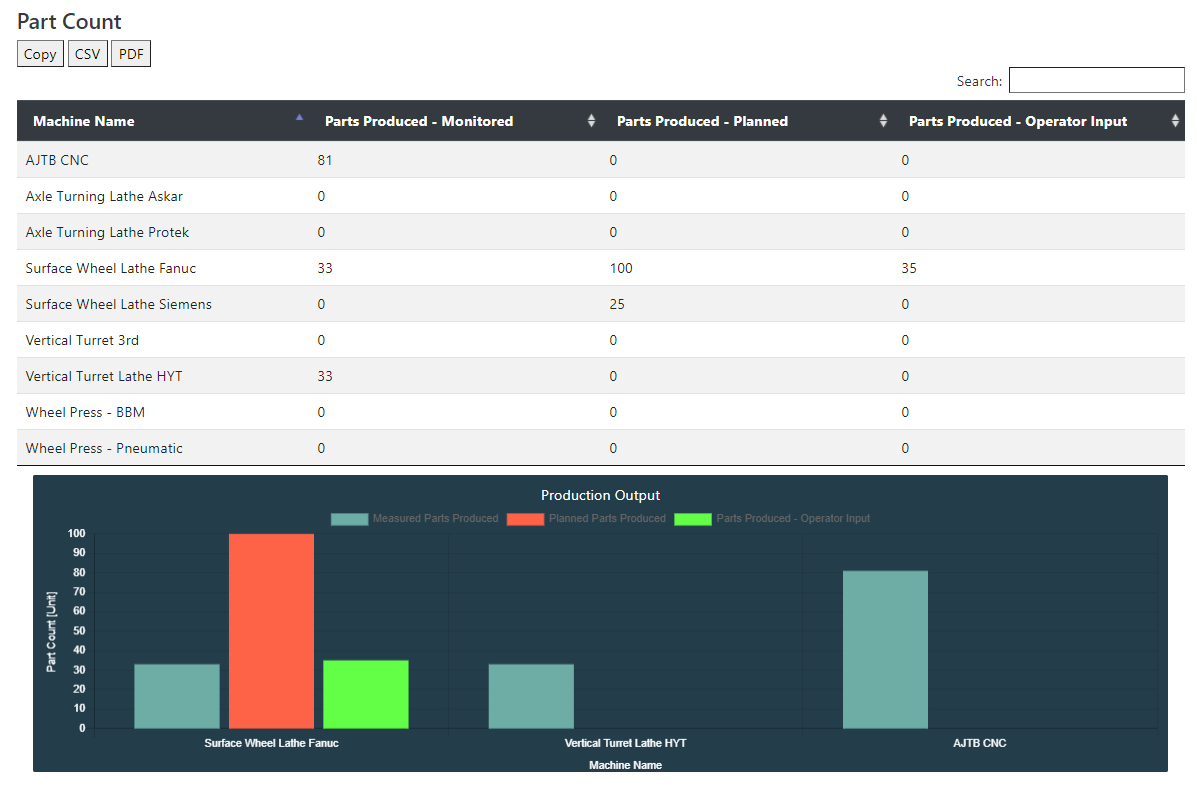 Part Count
Copy CSV PDF
Search:
Machine Name Parts Produced - Monitored Parts Produced - Planned Parts Produced - Operator Input
AJTB CNC 81 0 0
Axle Turning Lathe Askar 0 0 0
Axle Turning Lathe Protek 0 0 0
Surface Wheel Lathe Fanuc 33 100 35
Surface Wheel Lathe Siemens 0 25 0
Vertical Turret 3rd 0 0 0
Vertical Turret Lathe HYT 33 0 0
Wheel Press - BBM 0 0 0
Wheel Press - Pneumatic 0 0 0
Production Output
Measured Parts Produced Planned Parts Produced Parts Produced - Operator Input
Part Count [Unit]
100
90
80
70
60
50
40
30
20
10
0
Surface Wheel Lathe Fanuc Vertical Turret Lathe HYT AJTB CNC
Machine Name